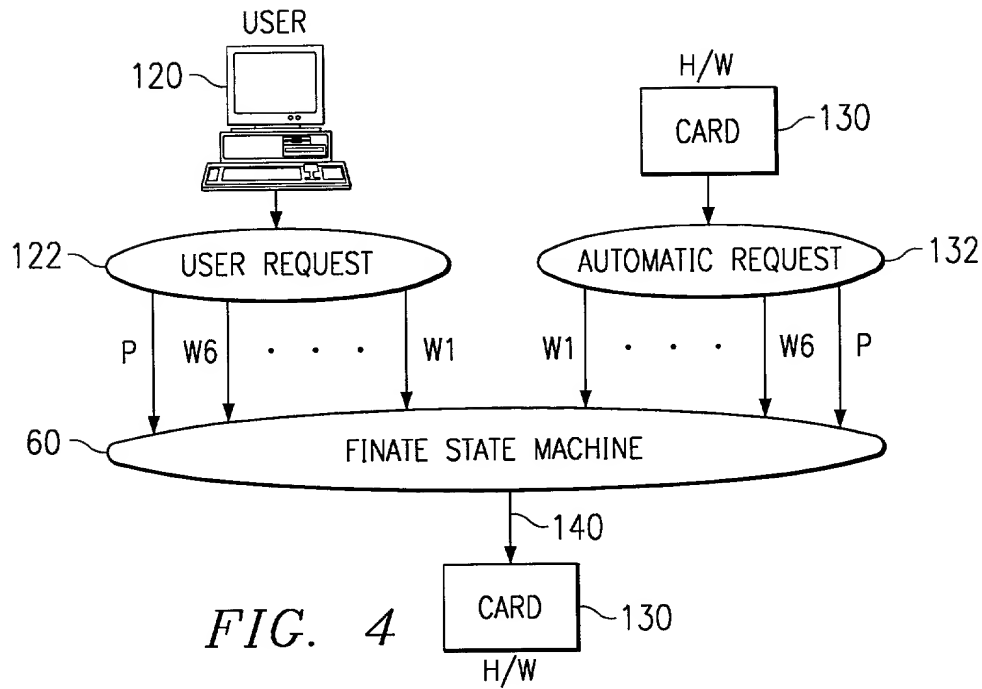 USER
120
H/W
CARD
130
122
USER REQUEST
AUTOMATIC REQUEST
132
P W6 . . . W1
W1 . . . W6 P
60
FINATE STATE MACHINE
140
CARD
130
H/W
FIG. 4